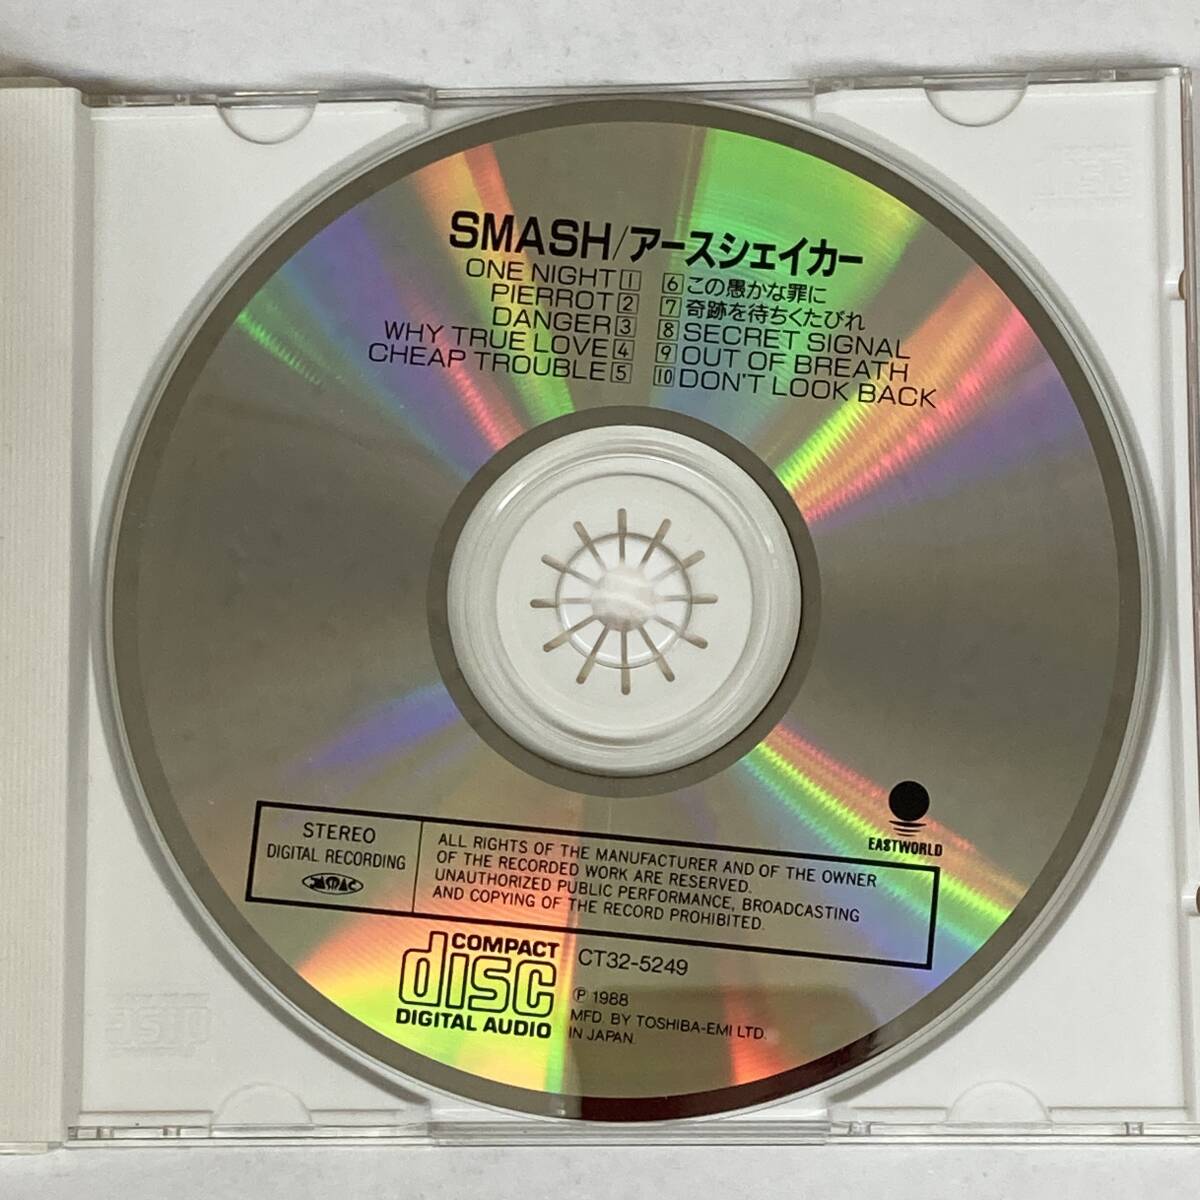 SMASH/アースシェイカー
ONE NIGHT 1
PIERROT 2
DANGER 3
WHY TRUE LOVE 4
CHEAP TROUBLE 5
6 この愚かな罪に
7 奇跡を待ちくたびれ
8 SECRET SIGNAL
9 OUT OF BREATH
10 DON'T LOOK BACK
EASTWORLD
STEREO
DIGITAL RECORDING
ALL RIGHTS OF THE MANUFACTURER AND OF THE OWNER
OF THE RECORDED WORK ARE RESERVED.
UNAUTHORIZED PUBLIC PERFORMANCE, BROADCASTING
AND COPYING OF THE RECORD PROHIBITED.
COMPACT
disc
DIGITAL AUDIO
CT32-5249
Ⓟ 1988
MFD. BY TOSHIBA-EMI LTD.
IN JAPAN.